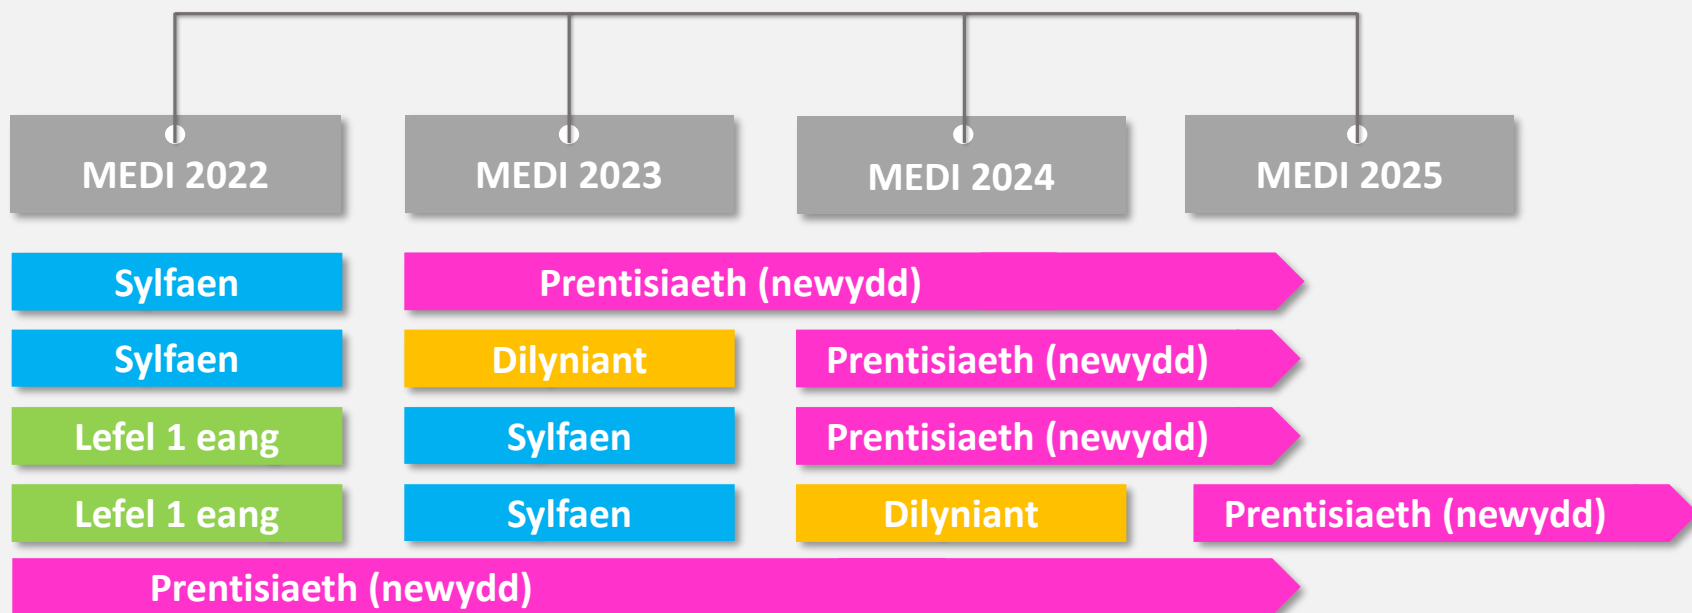 MEDI 2022
MEDI 2023
MEDI 2024
MEDI 2025
Sylfaen
Prentisiaeth (newydd)
Sylfaen
Dilyniant
Prentisiaeth (newydd)
Lefel 1 eang
Sylfaen
Prentisiaeth (newydd)
Lefel 1 eang
Sylfaen
Dilyniant
Prentisiaeth (newydd)
Prentisiaeth (newydd)